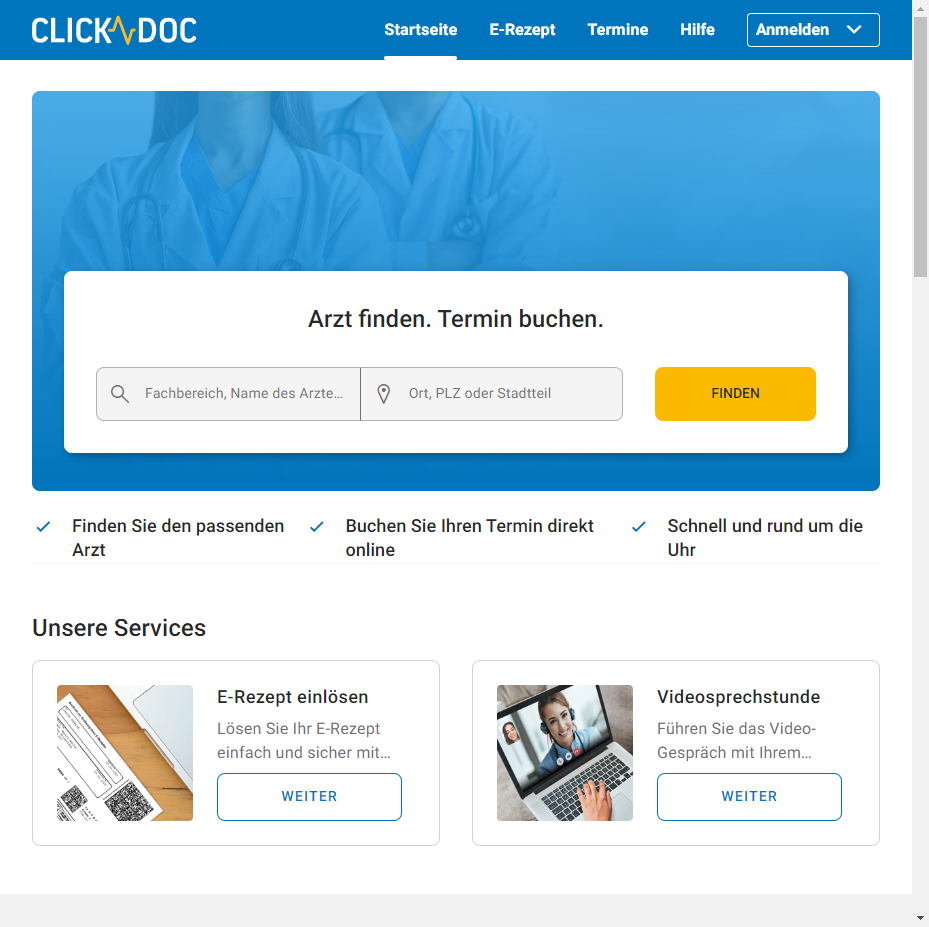 CLICKDOC
Startseite
E-Rezept
Termine
Hilfe
Anmelden
Arzt finden. Termin buchen.
Fachbereich, Name des Arzte...
Ort, PLZ oder Stadtteil
FINDEN
Finden Sie den passenden
Arzt
Buchen Sie Ihren Termin direkt
online
Schnell und rund um die
Uhr
Unsere Services
E-Rezept einlösen
Lösen Sie Ihr E-Rezept
einfach und sicher mit...
WEITER
Videosprechstunde
Führen Sie das Video-
Gespräch mit Ihrem...
WEITER